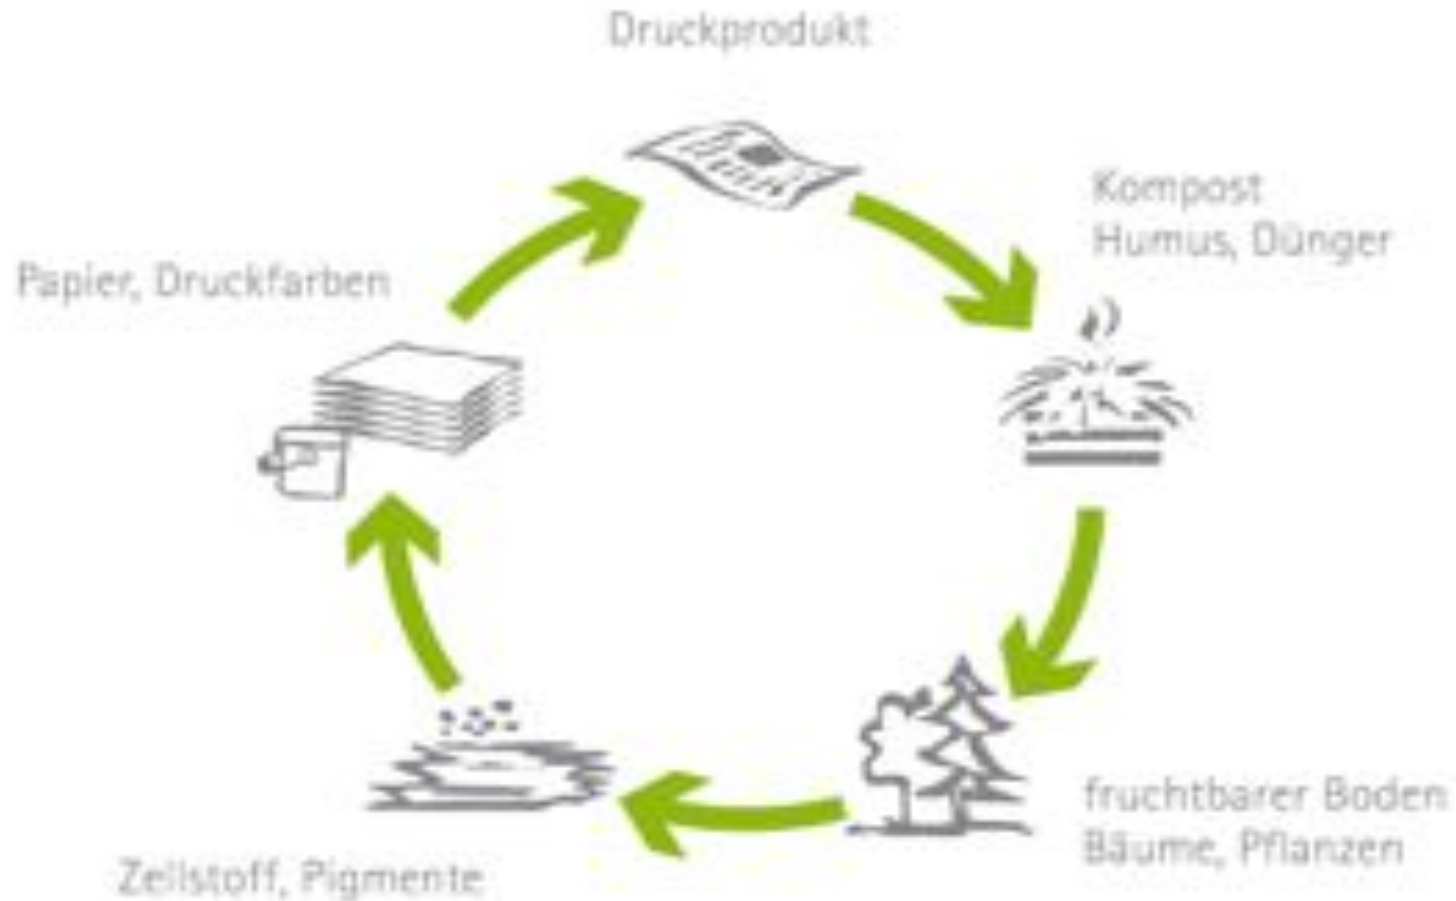 Druckprodukt
Kompost
Humus, Dünger
Papier, Druckfarben
fruchtbarer Boden
Bäume, Pflanzen
Zellstoff, Pigmente